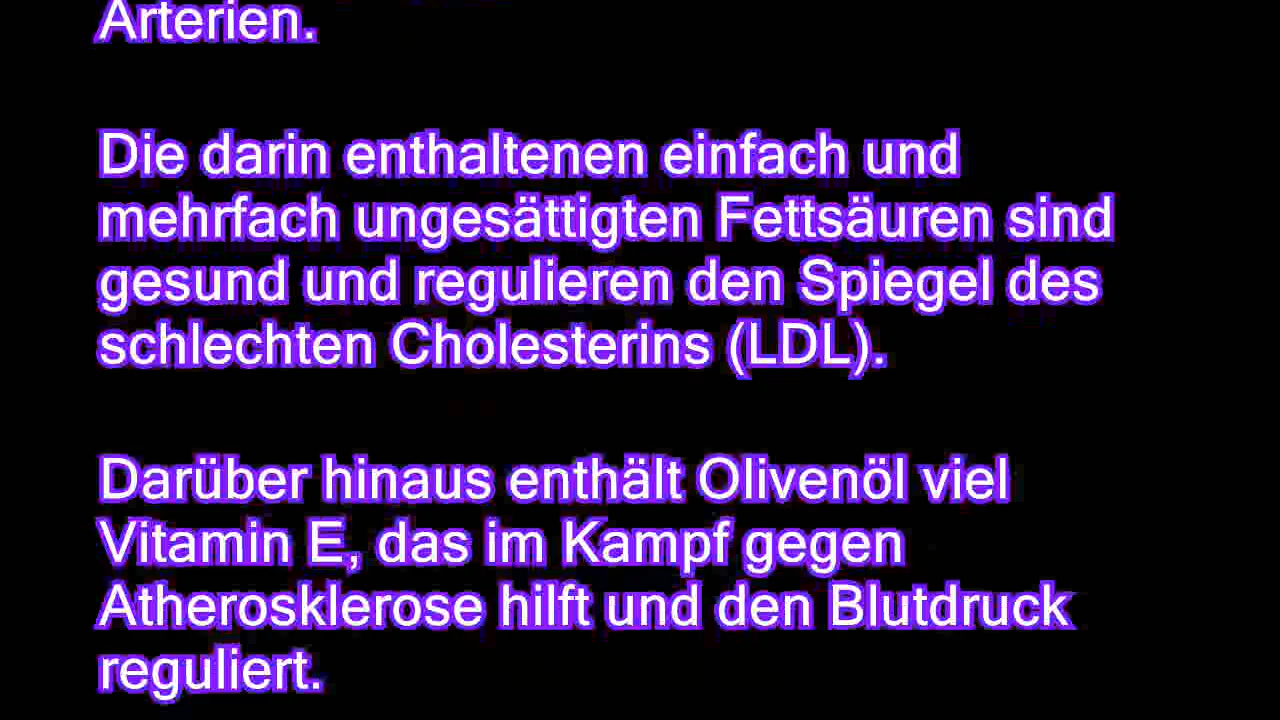 Arterien.
Die darin enthaltenen einfach und
mehrfach ungesättigten Fettsäuren sind
gesund und regulieren den Spiegel des
schlechten Cholesterins (LDL).
Darüber hinaus enthält Olivenöl viel
Vitamin E, das im Kampf gegen
Atherosklerose hilft und den Blutdruck
reguliert.